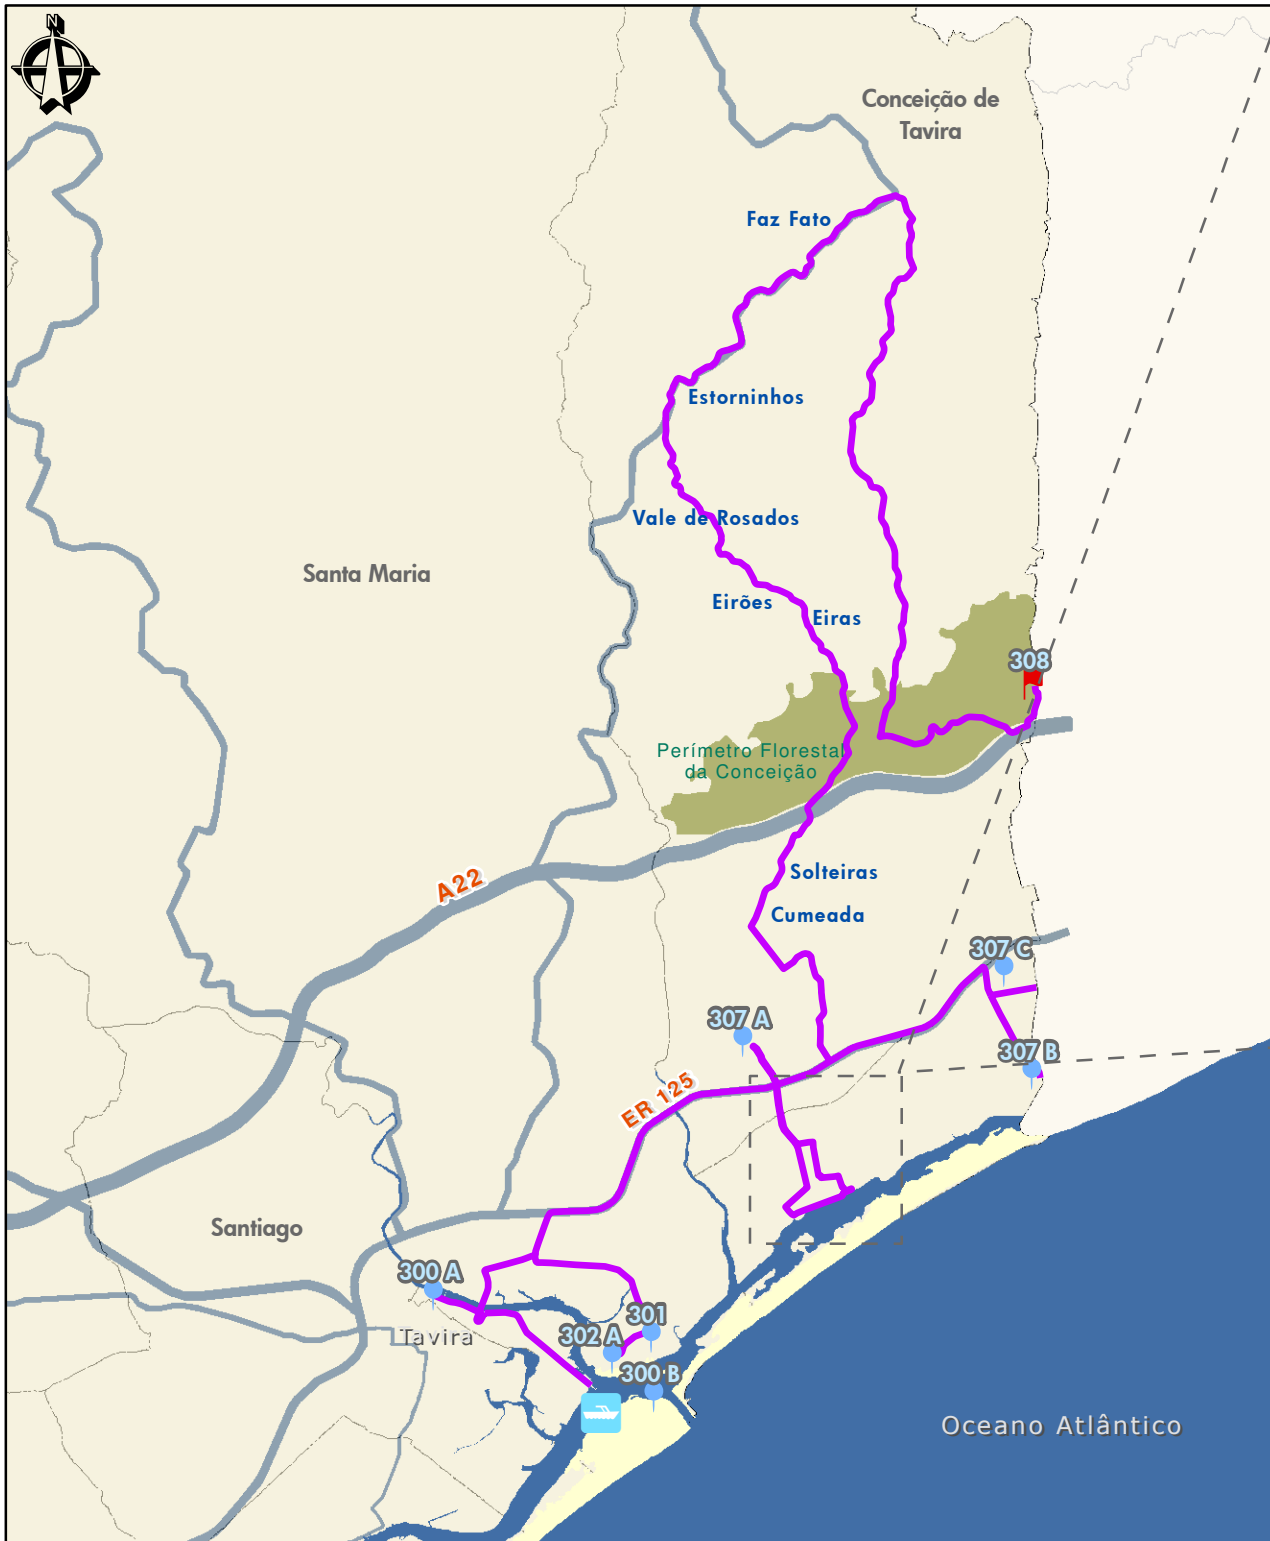 N
Conceição de
Tavira
Faz Fato
Estorninhos
Vale de Rosados
Santa Maria
Eirões
Eiras
308
Perímetro Florestal
da Conceição
A22
Solteiras
Cumeada
307 C
307 A
307 B
ER 125
Santiago
300 A
301
Tavira
302 A
300 B
Oceano Atlântico